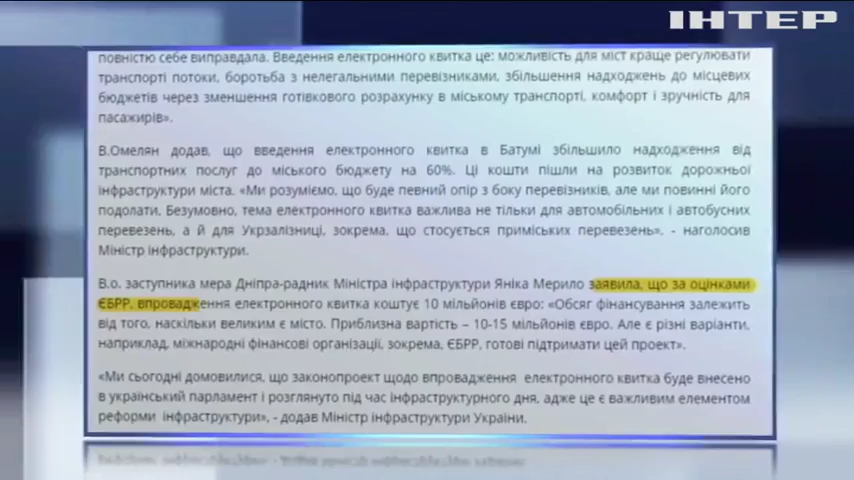 ІНТЕР
повністю себе виправдала. Введення електронного квитка це: можливість для міст краще регулювати
транспорті потоки, боротьба з нелегальними перевізниками, збільшення надходжень до місцевих
бюджетів через зменшення готівкового розрахунку в міському транспорті, комфорт і зручність для
пасажирів».
В.Омелян додав, що введення електронного квитка в Батумі збільшило надходження від
транспортних послуг до міського бюджету на 60%. Ці кошти пішли на розвиток дорожньої
інфраструктури міста. «Ми розуміємо, що буде певний опір з боку перевізників, але ми повинні його
подолати. Безумовно, тема електронного квитка важлива не тільки для автомобільних і автобусних
перевезень, а й для Укрзалізниці, зокрема, що стосується приміських перевезень», - наголосив
Міністр інфраструктури.
В.о. заступника мера Дніпра-радник Міністра інфраструктури Яніка Мерило заявила, що за оцінками
ЄБРР, впровадження електронного квитка коштує 10 мільйонів євро: «Обсяг фінансування залежить
від того, наскільки великим є місто. Приблизна вартість – 10-15 мільйонів євро. Але є різні варіанти,
наприклад, міжнародні фінансові організації, зокрема, ЄБРР, готові підтримати цей проект».
«Ми сьогодні домовилися, що законопроект щодо впровадження електронного квитка буде внесено
в український парламент і розглянуто під час інфраструктурного дня, адже це є важливим елементом
реформи інфраструктури», - додав Міністр інфраструктури України.